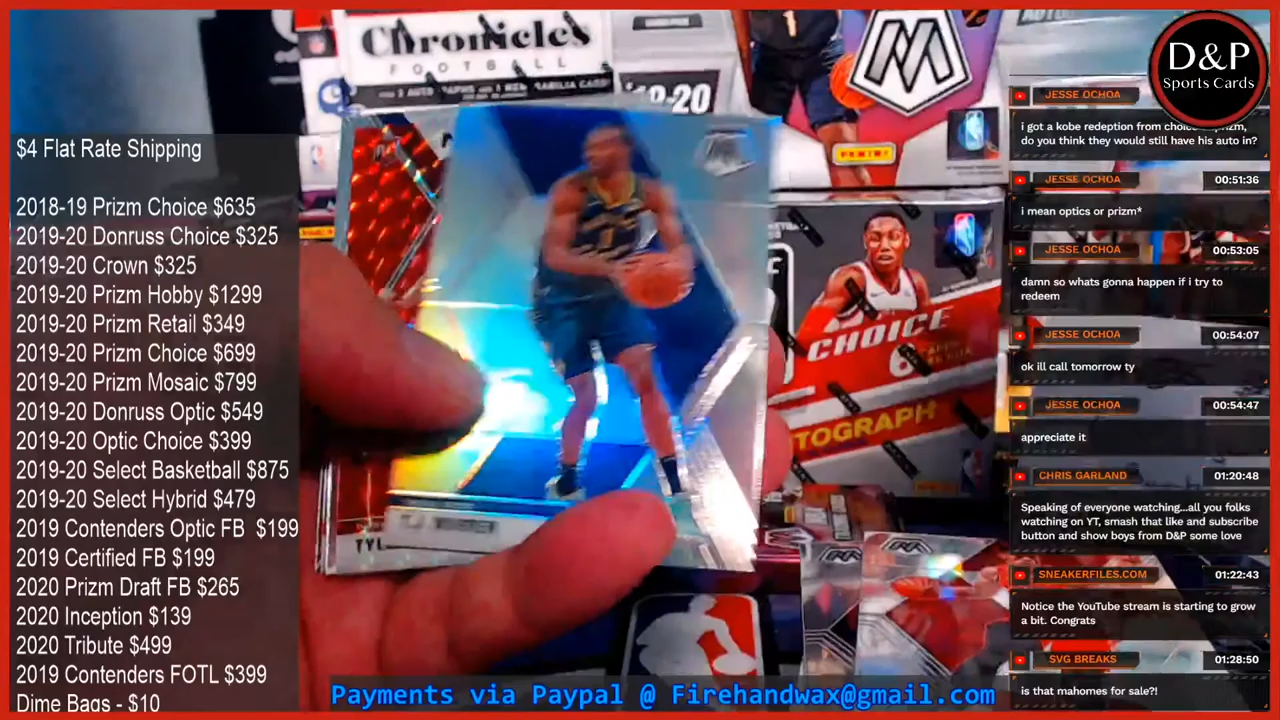 Chronicles
FOOTBALL
19-20
PANINI
D&P
Sports Cards
$4 Flat Rate Shipping
2018-19 Prizm Choice $635
2019-20 Donruss Choice $325
2019-20 Crown $325
2019-20 Prizm Hobby $1299
2019-20 Prizm Retail $349
2019-20 Prizm Choice $699
2019-20 Prizm Mosaic $799
2019-20 Donruss Optic $549
2019-20 Optic Choice $399
2019-20 Select Basketball $875
2019-20 Select Hybrid $479
2019 Contenders Optic FB $199
2019 Certified FB $199
2020 Prizm Draft FB $265
2020 Inception $139
2020 Tribute $499
2019 Contenders FOTL $399
Dime Bags - $10
CHOICE
TOGRAPH
TYL
Payments via Paypal @ Firehandwax@gmail.com
JESSE OCHOA
i got a kobe redeption from
do you think they would still have his auto in?
JESSE OCHOA 00:51:36
i mean optics or prizm*
JESSE OCHOA 00:53:05
damn so whats gonna happen if i try to
redeem
JESSE OCHOA 00:54:07
ok ill call tomorrow ty
JESSE OCHOA 00:54:47
appreciate it
CHRIS GARLAND 01:20:48
Speaking of everyone watching...all you folks
watching on YT, smash that like and subscribe
button and show boys from D&P some love
SNEAKERFILES.COM 01:22:43
Notice the YouTube stream is starting to grow
a bit. Congrats
SVG BREAKS 01:28:50
is that mahomes for sale?!